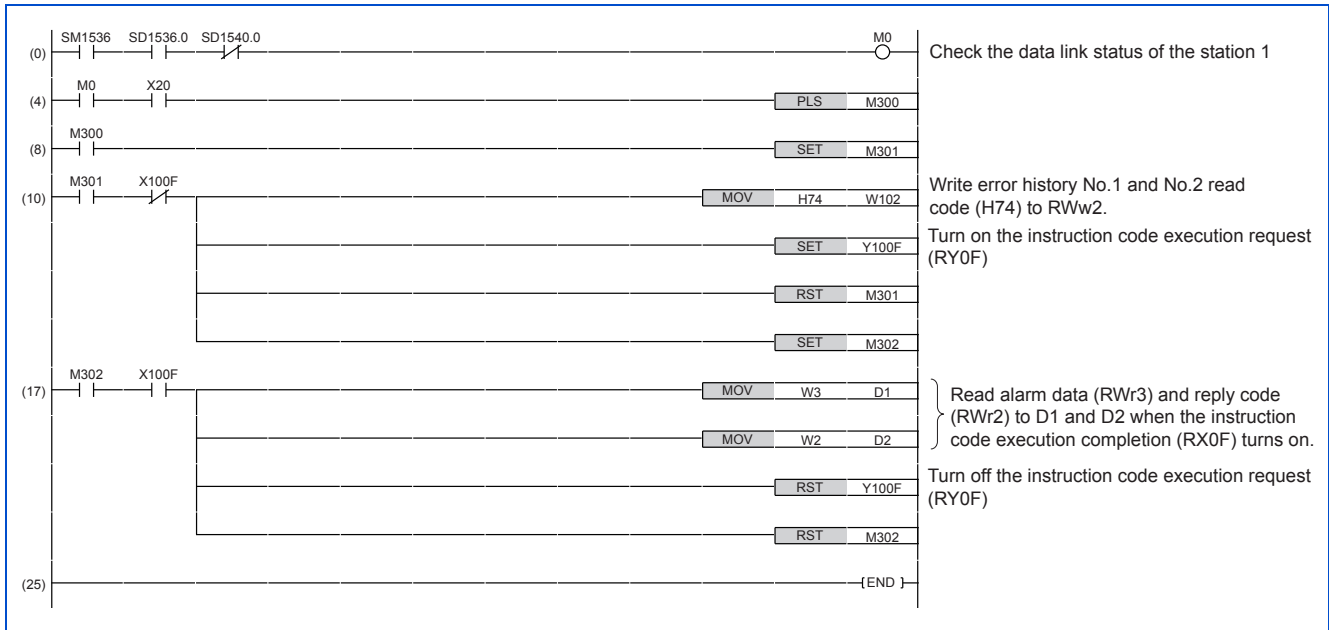 SM1536 SD1536.0 SD1540.0 M0
(0) Check the data link status of the station 1
M0 X20
(4) PLS M300
M300
(8) SET M301
M301 X100F
(10) MOV H74 W102
Write error history No.1 and No.2 read
code (H74) to RWw2.
SET Y100F
Turn on the instruction code execution request
(RY0F)
RST M301
SET M302
M302 X100F
(17) MOV W3 D1
MOV W2 D2
Read alarm data (RWr3) and reply code
(RWr2) to D1 and D2 when the instruction
code execution completion (RX0F) turns on.
RST Y100F
Turn off the instruction code execution request
(RY0F)
RST M302
(25) END